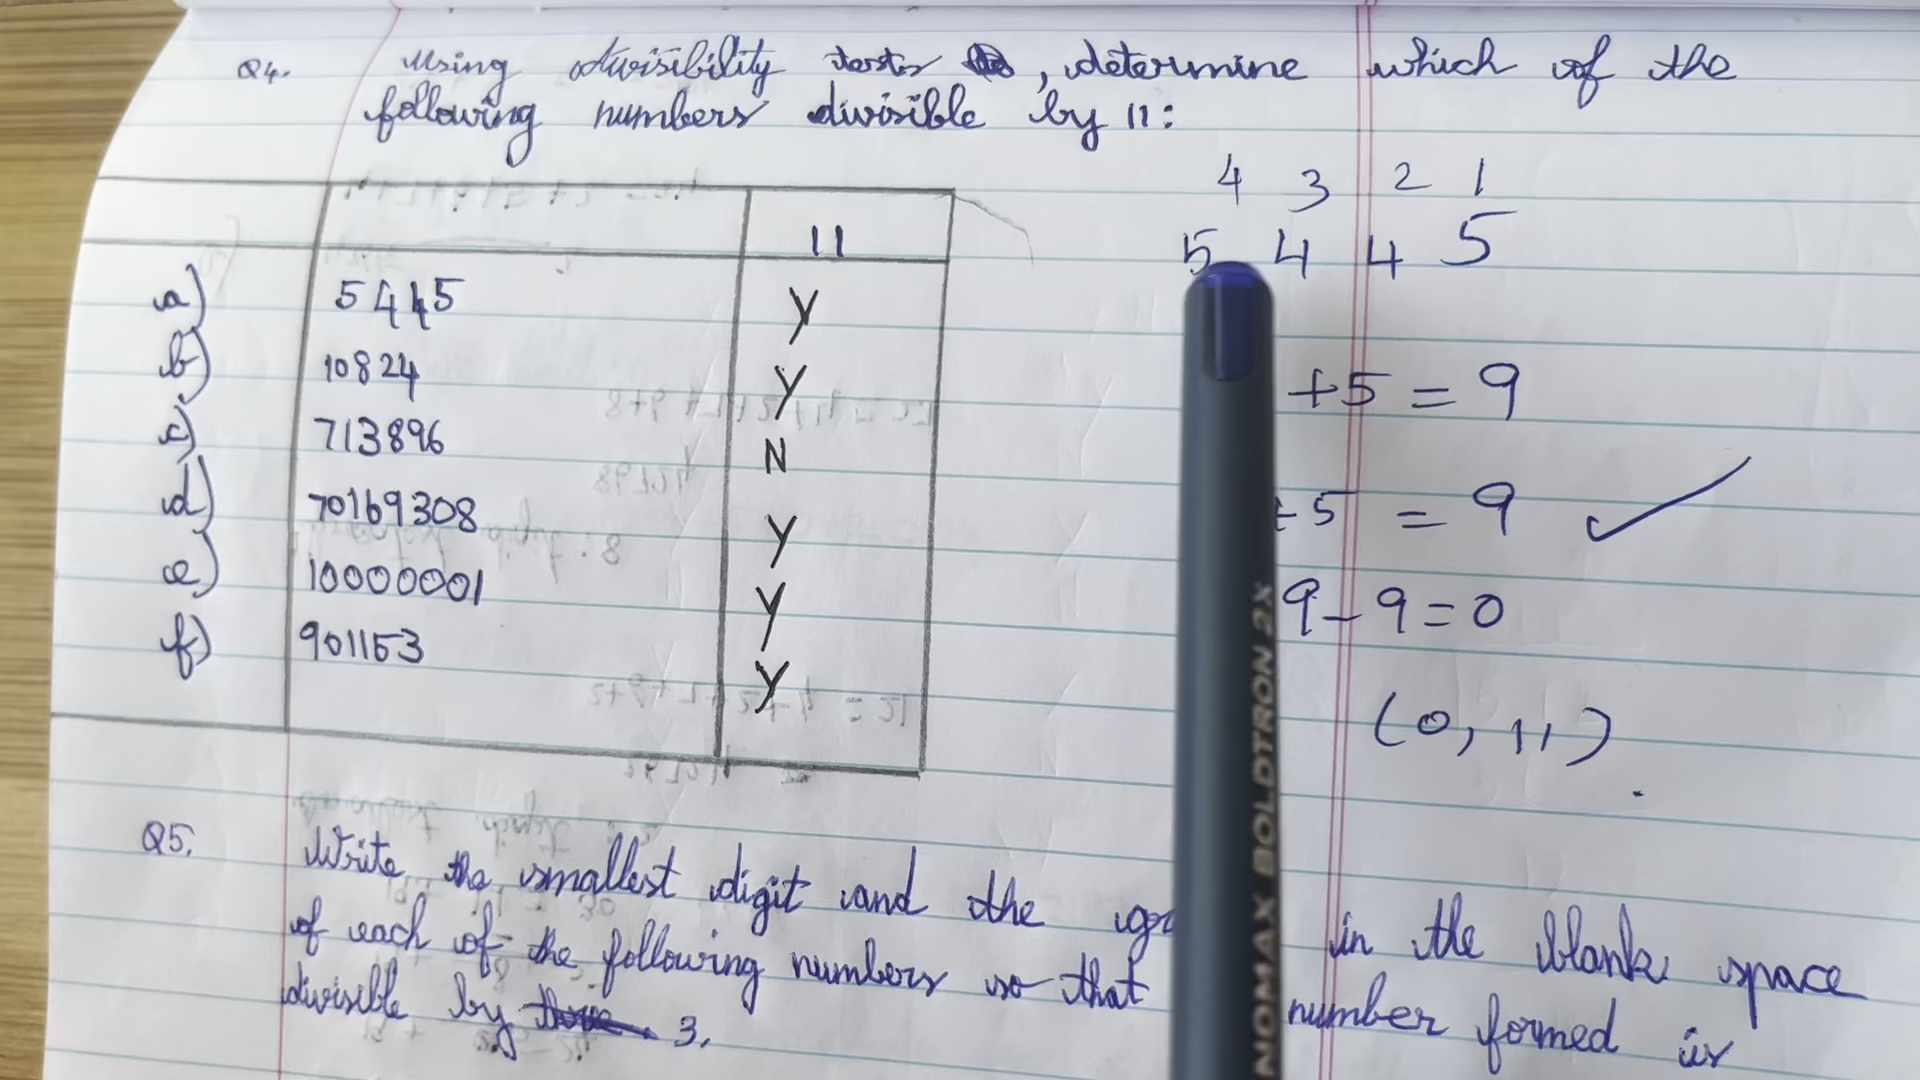 Q4. Using divisibility tests , determine which of the
following numbers divisible by 11:
11
a) 5445 Y
b) 10824 Y
c) 713896 N
d) 70169308 Y
e) 10000001 Y
f) 901153 Y
4 3 2 1
5 4 4 5
+5 = 9
+5 = 9 ✓
9 - 9 = 0
(0, 11)
Q5. Write the smallest digit and the in the blank space
of each of the following numbers so that number formed is
divisible by 3.
NOMAX BOLDTRON 2X